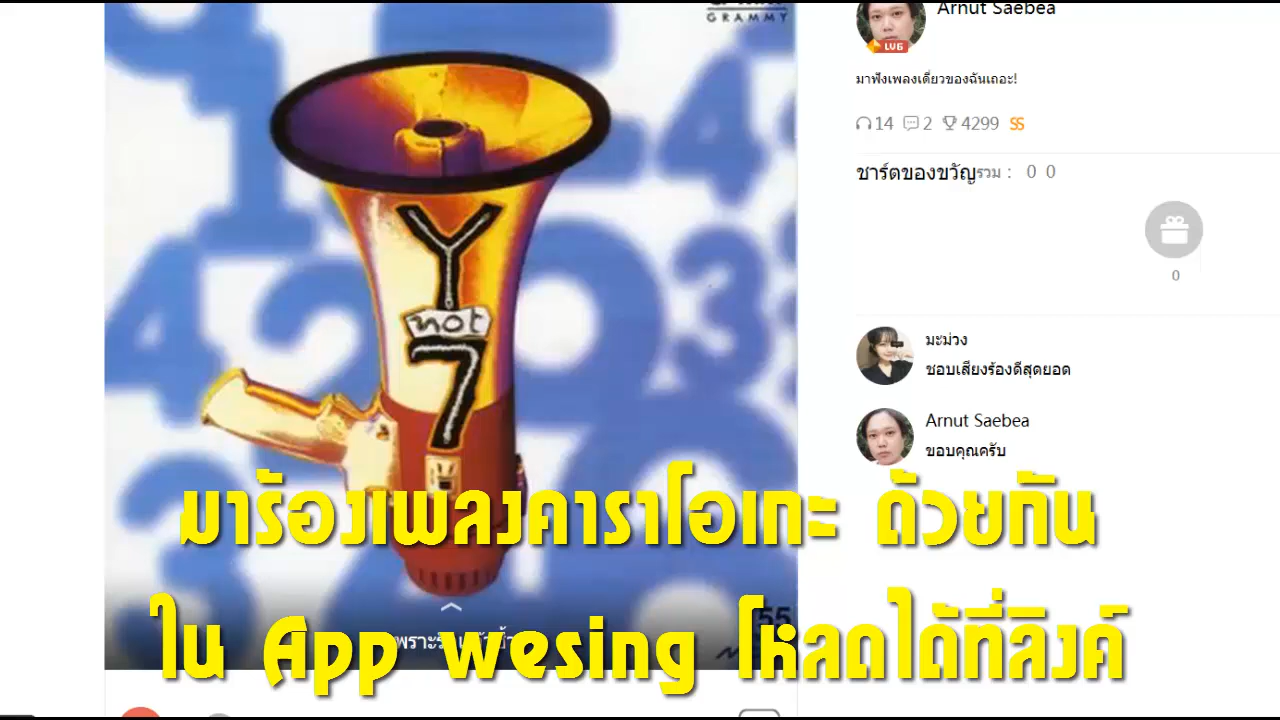 GRAMMY
Arnut Saebea
LV6
มาฟังเพลงเดี่ยวของฉันเถอะ!
14 2 4299 SS
ชาร์ตของขวัญรวม : 0 0
0
Y
not
7
มะม่วง
ชอบเสียงร้องดีสุดยอด
Arnut Saebea
ขอบคุณครับ
มาร้องเพลงคาราโอเกะ ด้วยกัน
ใน App wesing โหลดได้ที่ลิงค์